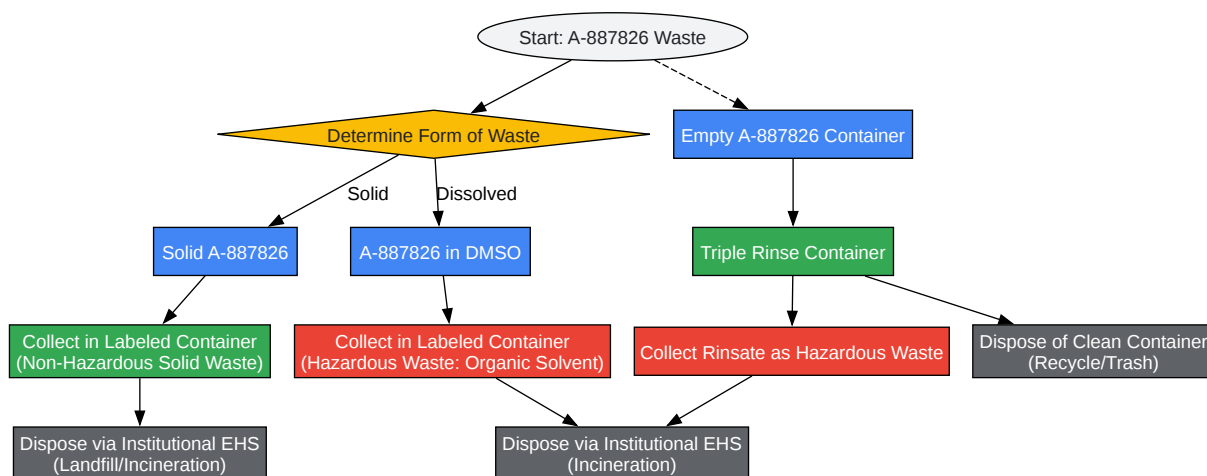 Start: A-887826 Waste
Determine Form of Waste
Empty A-887826 Container
Solid
Dissolved
Solid A-887826
A-887826 in DMSO
Triple Rinse Container
Collect in Labeled Container
(Non-Hazardous Solid Waste)
Collect in Labeled Container
(Hazardous Waste: Organic Solvent)
Collect Rinsate as Hazardous Waste
Dispose of Clean Container
(Recycle/Trash)
Dispose via Institutional EHS
(Landfill/Incineration)
Dispose via Institutional EHS
(Incineration)